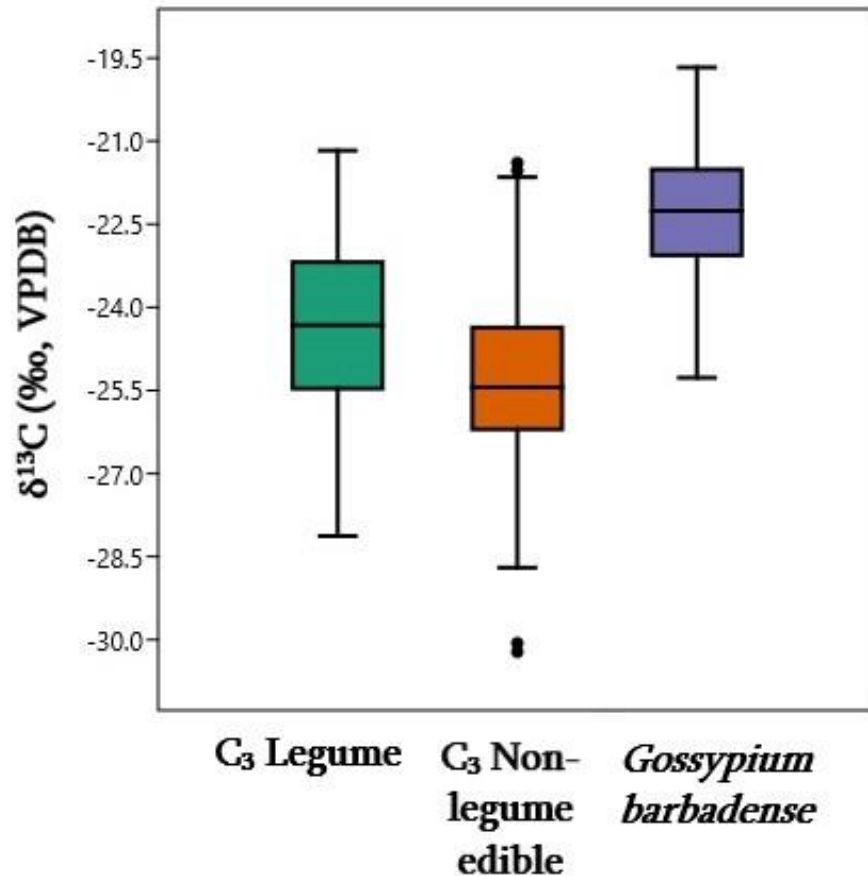 δ¹³C (‰, VPDB)
-19.5
-21.0
-22.5
-24.0
-25.5
-27.0
-28.5
-30.0
C₃ Legume
C₃ Non-
legume
edible
Gossypium
barbadense